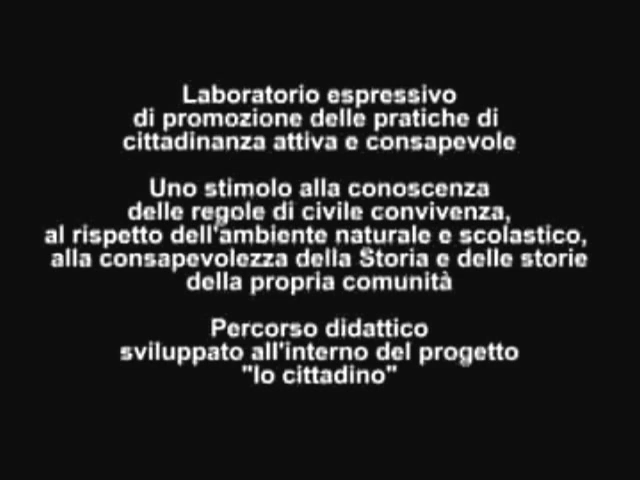 Laboratorio espressivo
di promozione delle pratiche di
cittadinanza attiva e consapevole
Uno stimolo alla conoscenza
delle regole di civile convivenza,
al rispetto dell'ambiente naturale e scolastico,
alla consapevolezza della Storia e delle storie
della propria comunità
Percorso didattico
sviluppato all'interno del progetto
"Io cittadino"